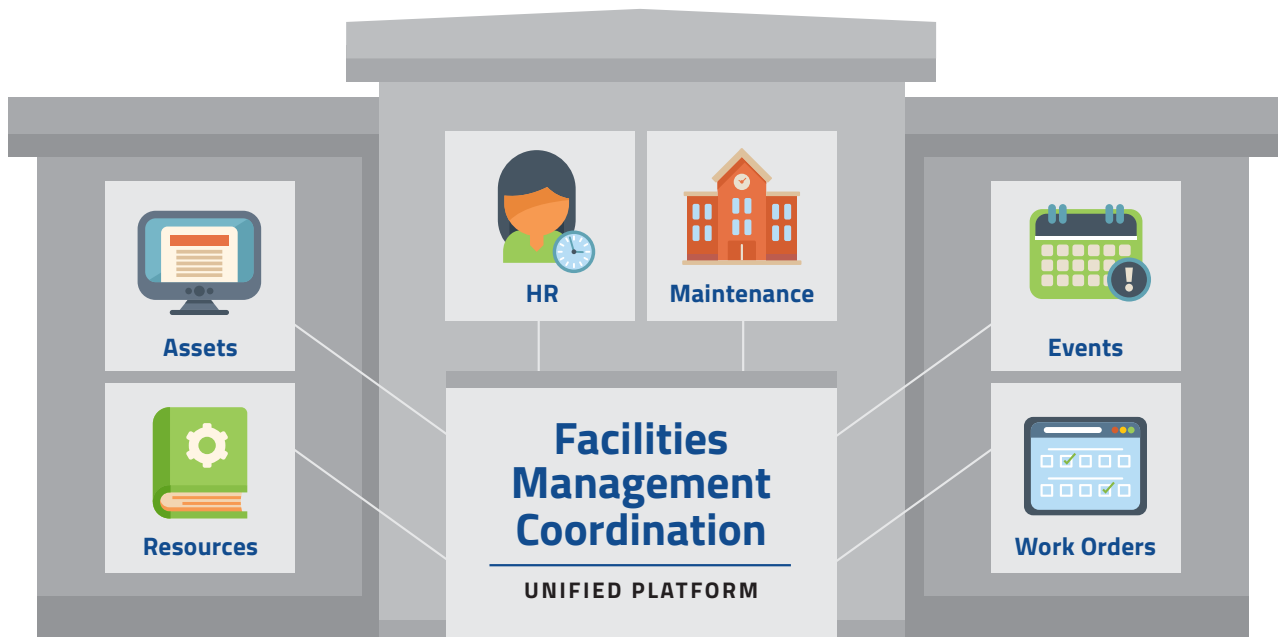 HR
Maintenance
Assets
Events
Resources
Work Orders
Facilities
Management
Coordination
UNIFIED PLATFORM